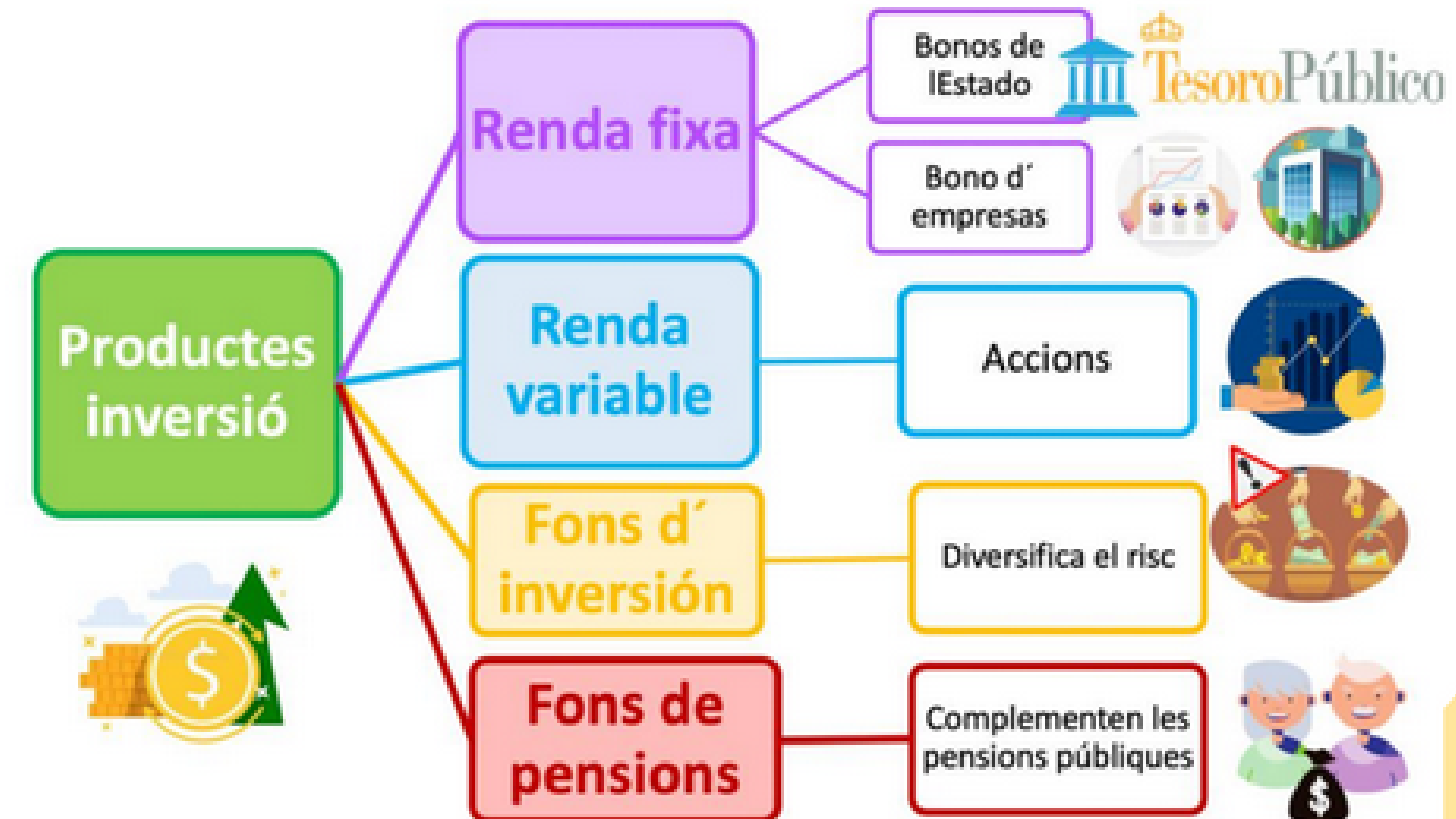 Productes
inversió
Renda fixa
Bonos de
lEstado
TesoroPúblico
Bono d´
empresas
Renda
variable
Accions
Fons d´
inversión
Diversifica el risc
Fons de
pensions
Complementen les
pensions públiques